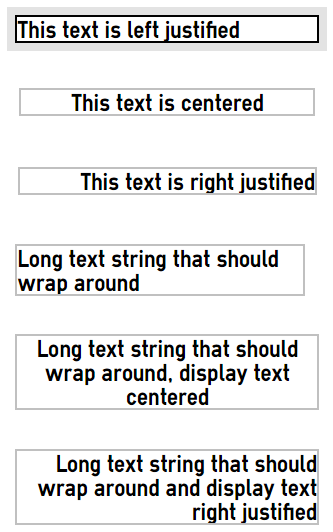 This text is left justified
This text is centered
This text is right justified
Long text string that should
wrap around
Long text string that should
wrap around, display text
centered
Long text string that should
wrap around and display text
right justified